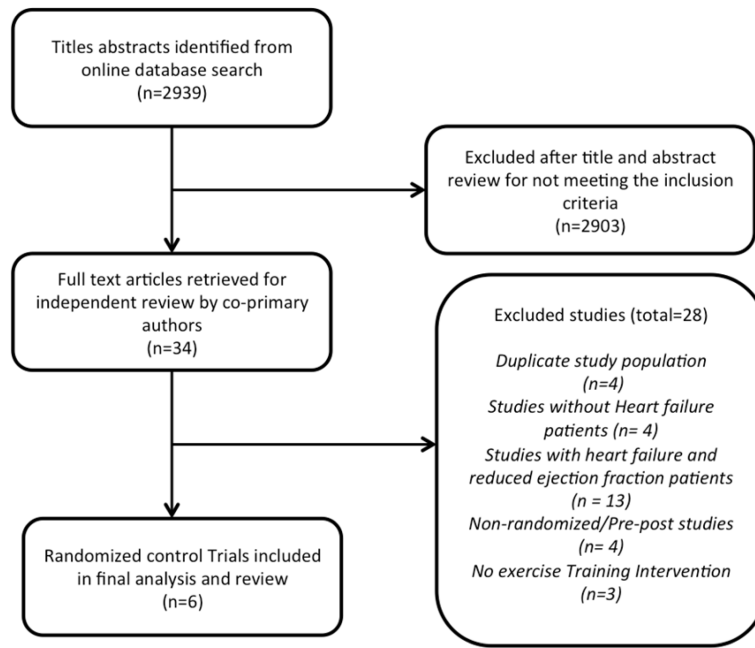 Titles abstracts identified from
online database search
(n=2939)
Excluded after title and abstract
review for not meeting the inclusion
criteria
(n=2903)
Full text articles retrieved for
independent review by co-primary
authors
(n=34)
Excluded studies (total=28)
Duplicate study population
(n=4)
Studies without Heart failure
patients (n= 4)
Studies with heart failure and
reduced ejection fraction patients
(n = 13)
Non-randomized/Pre-post studies
(n= 4)
No exercise Training Intervention
(n=3)
Randomized control Trials included
in final analysis and review
(n=6)